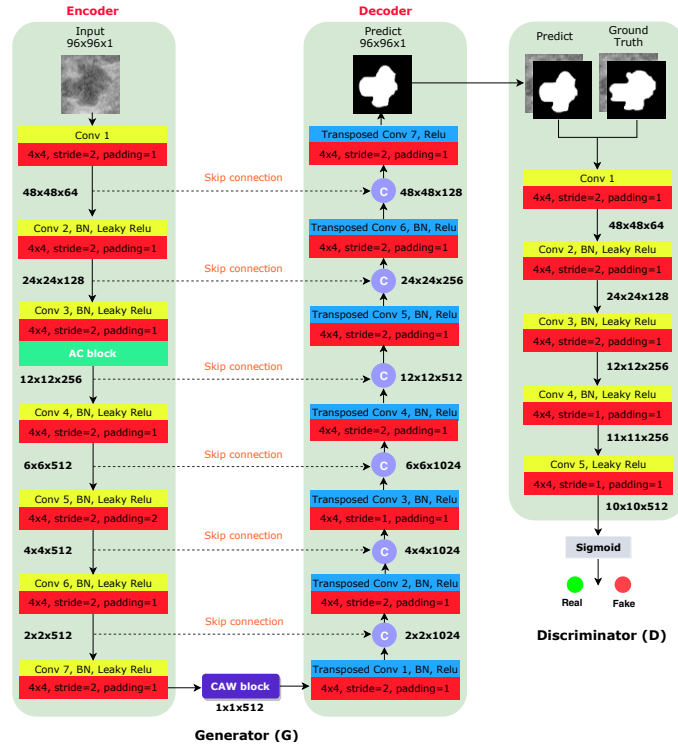 Encoder
Input
96x96x1
Conv 1
4x4, stride=2, padding=1
48x48x64
Conv 2, BN, Leaky Relu
4x4, stride=2, padding=1
24x24x128
Conv 3, BN, Leaky Relu
4x4, stride=2, padding=1
AC block
12x12x256
Conv 4, BN, Leaky Relu
4x4, stride=2, padding=1
6x6x512
Conv 5, BN, Leaky Relu
4x4, stride=2, padding=2
4x4x512
Conv 6, BN, Leaky Relu
4x4, stride=2, padding=1
2x2x512
Conv 7, BN, Leaky Relu
4x4, stride=2, padding=1
Skip connection
Skip connection
Skip connection
Skip connection
Skip connection
Skip connection
CAW block
1x1x512
Generator (G)
Decoder
Predict
96x96x1
Transposed Conv 7, Relu
4x4, stride=2, padding=1
C
48x48x128
Transposed Conv 6, BN, Relu
4x4, stride=2, padding=1
C
24x24x256
Transposed Conv 5, BN, Relu
4x4, stride=2, padding=1
C
12x12x512
Transposed Conv 4, BN, Relu
4x4, stride=2, padding=1
C
6x6x1024
Transposed Conv 3, BN, Relu
4x4, stride=1, padding=1
C
4x4x1024
Transposed Conv 2, BN, Relu
4x4, stride=2, padding=1
C
2x2x1024
Transposed Conv 1, BN, Relu
4x4, stride=2, padding=1
Predict
Ground
Truth
Conv 1
4x4, stride=2, padding=1
48x48x64
Conv 2, BN, Leaky Relu
4x4, stride=2, padding=1
24x24x128
Conv 3, BN, Leaky Relu
4x4, stride=2, padding=1
12x12x256
Conv 4, BN, Leaky Relu
4x4, stride=1, padding=1
11x11x256
Conv 5, Leaky Relu
4x4, stride=1, padding=1
10x10x512
Sigmoid
Real
Fake
Discriminator (D)